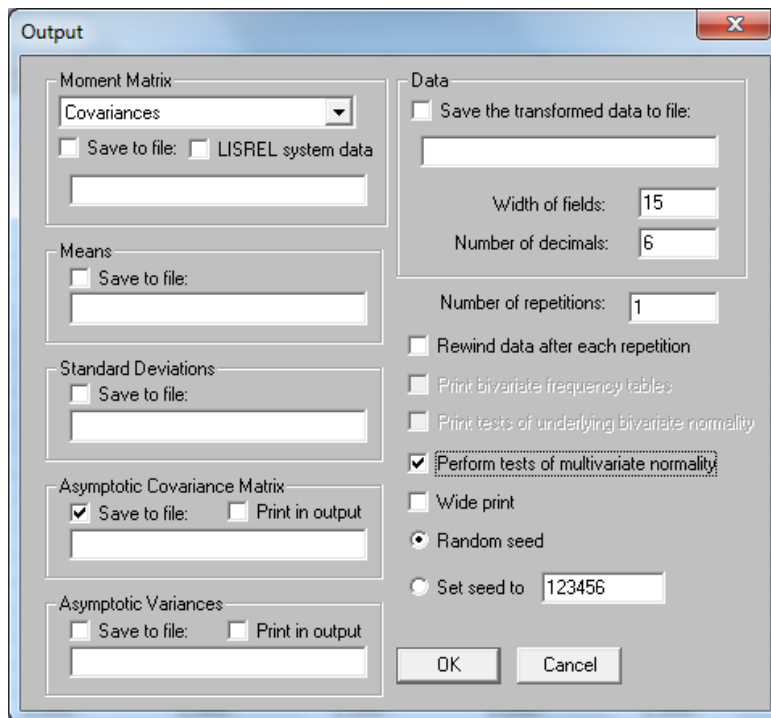 Output
Moment Matrix
Covariances
Save to file:
LISREL system data
Means
Save to file:
Standard Deviations
Save to file:
Asymptotic Covariance Matrix
Save to file:
Print in output
Asymptotic Variances
Save to file:
Print in output
Data
Save the transformed data to file:
Width of fields: 15
Number of decimals: 6
Number of repetitions: 1
Rewind data after each repetition
Print bivariate frequency tables
Print tests of underlying bivariate normality
Perform tests of multivariate normality
Wide print
Random seed
Set seed to 123456
OK
Cancel